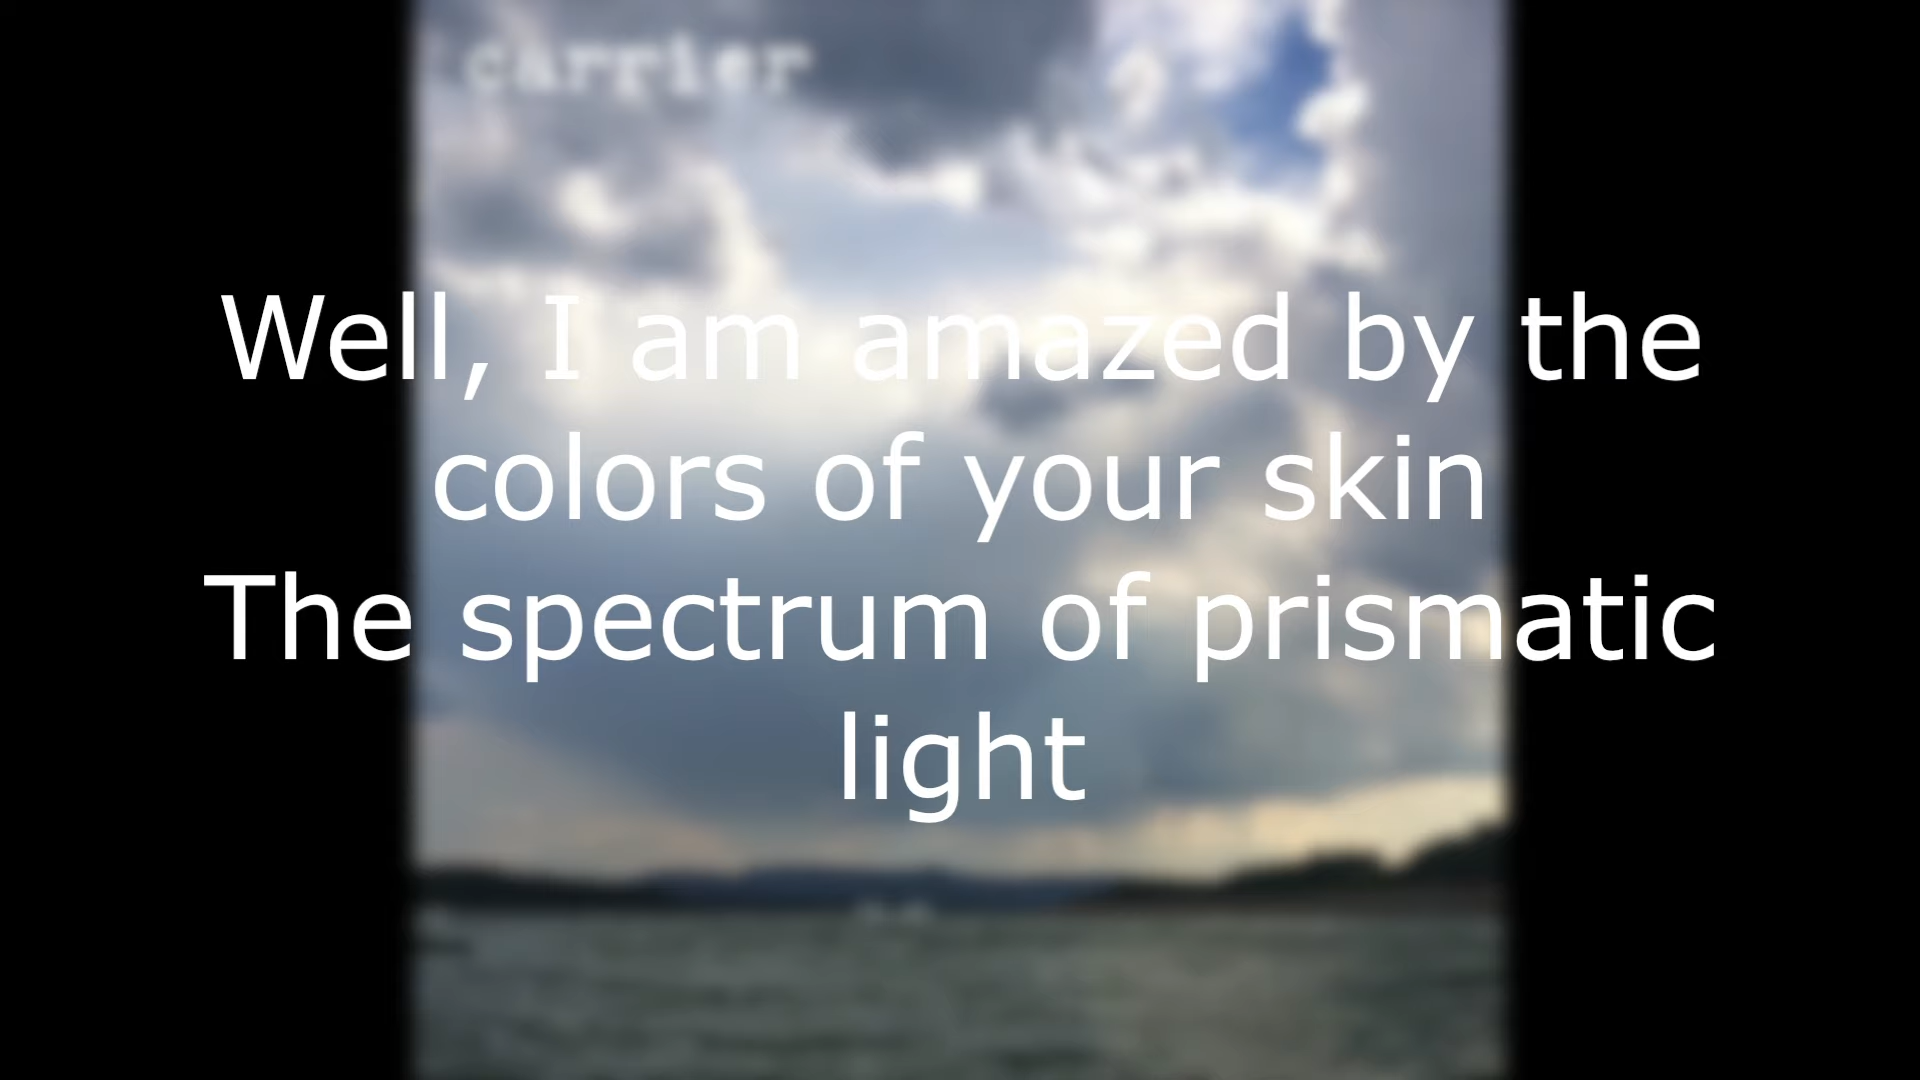 carrier
Well, I am amazed by the
colors of your skin
The spectrum of prismatic
light